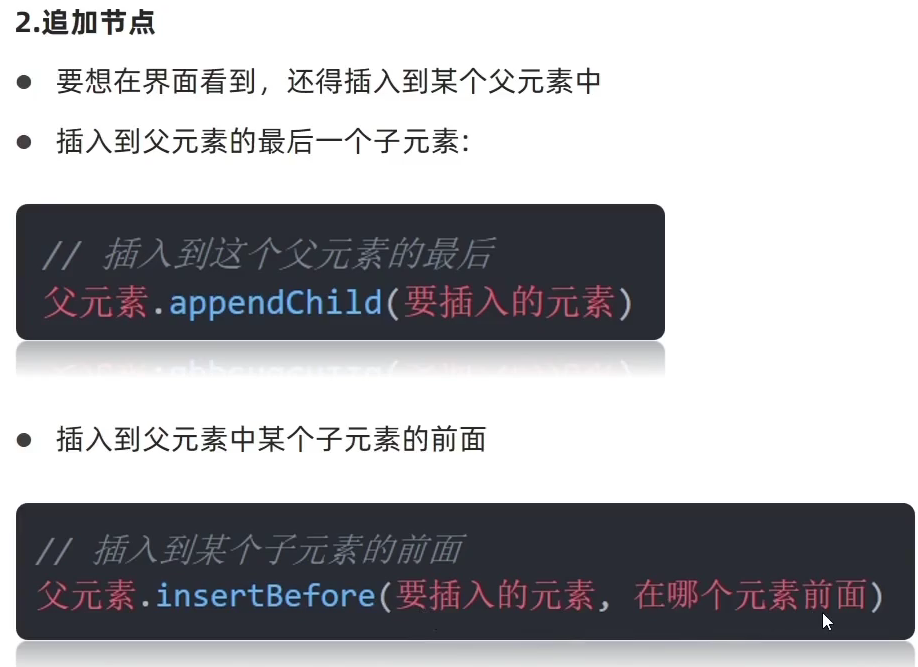 2.追加节点
● 要想在界面看到，还得插入到某个父元素中
● 插入到父元素的最后一个子元素：
// 插入到这个父元素的最后
父元素.appendChild(要插入的元素)
● 插入到父元素中某个子元素的前面
// 插入到某个子元素的前面
父元素.insertBefore(要插入的元素, 在哪个元素前面)